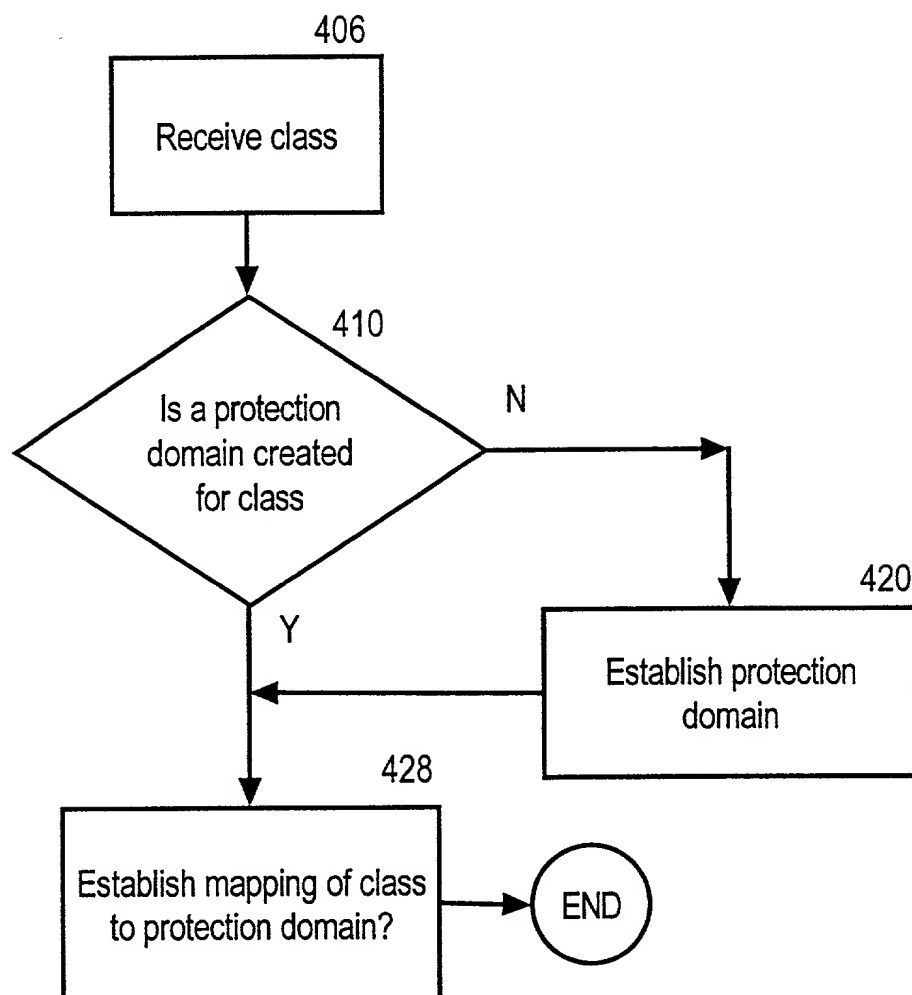 406
Receive class
410
Is a protection
domain created
for class
N
Y
420
Establish protection
domain
428
Establish mapping of class
to protection domain?
END